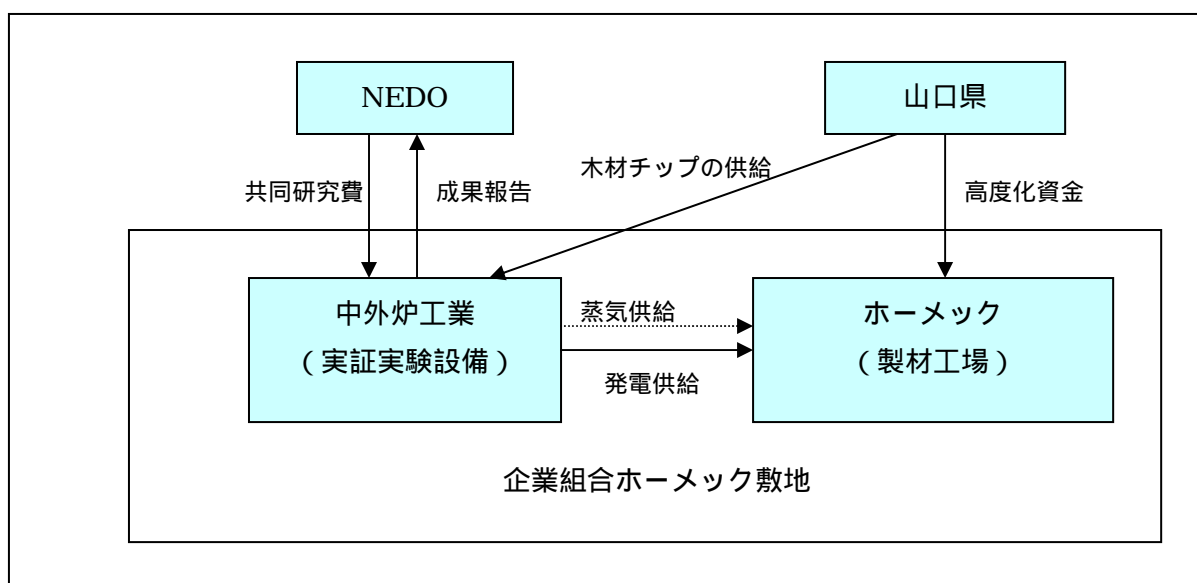 NEDO
山口県
木材チップの供給
共同研究費
成果報告
高度化資金
中外炉工業
（実証実験設備）
蒸気供給
発電供給
ホーメック
（製材工場）
企業組合ホーメック敷地